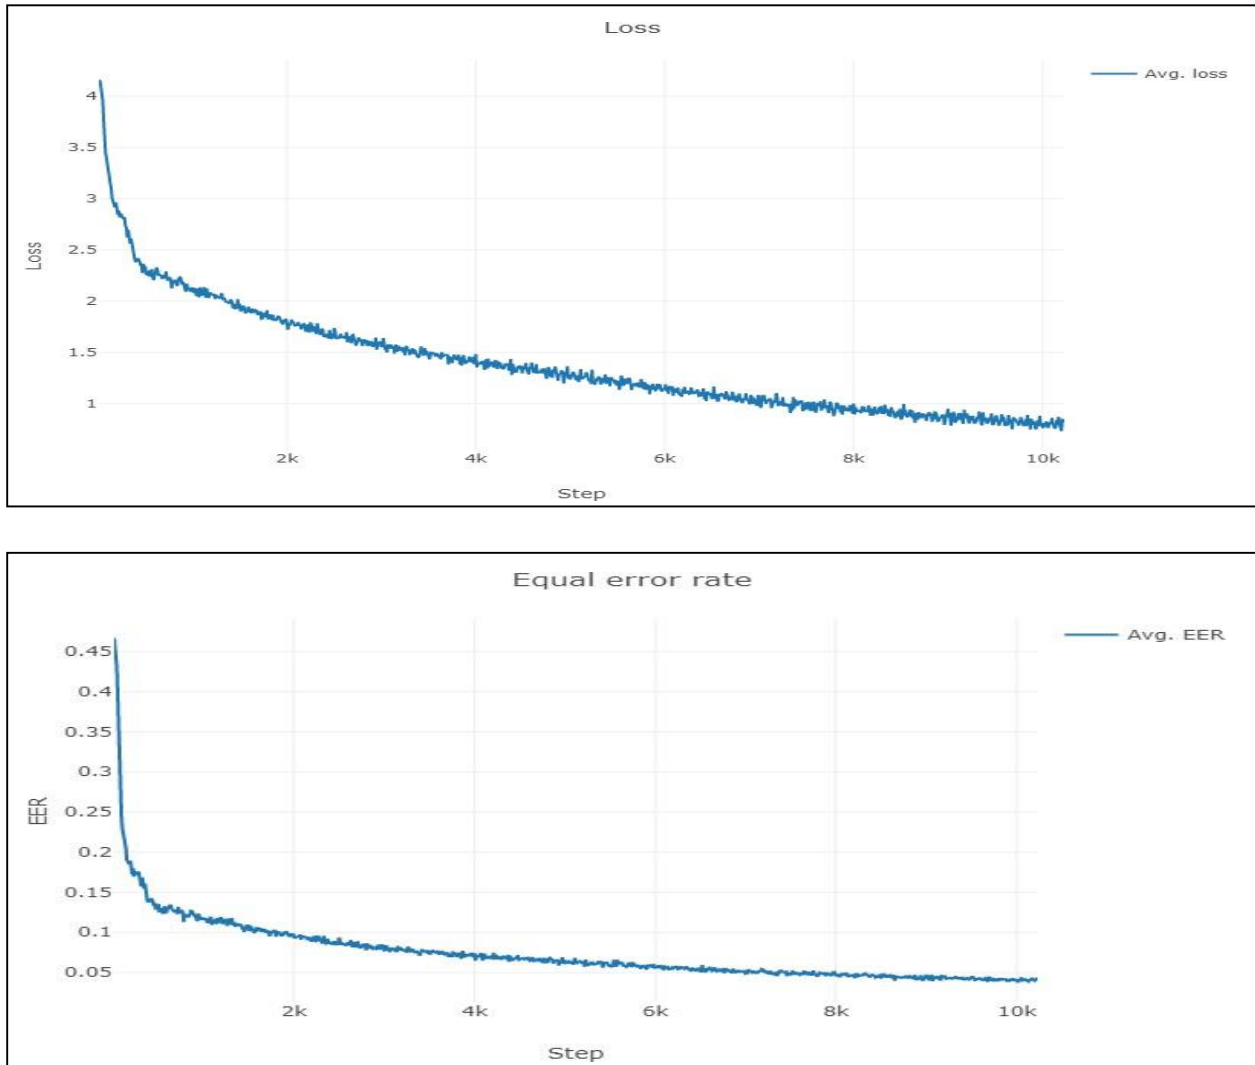 Loss
Avg. loss
4
3.5
3
2.5
2
1.5
1
Loss
2k 4k 6k 8k 10k
Step
Equal error rate
Avg. EER
0.45
0.4
0.35
0.3
0.25
0.2
0.15
0.1
0.05
EER
2k 4k 6k 8k 10k
Step